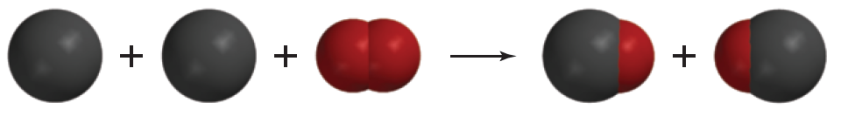 + + → +